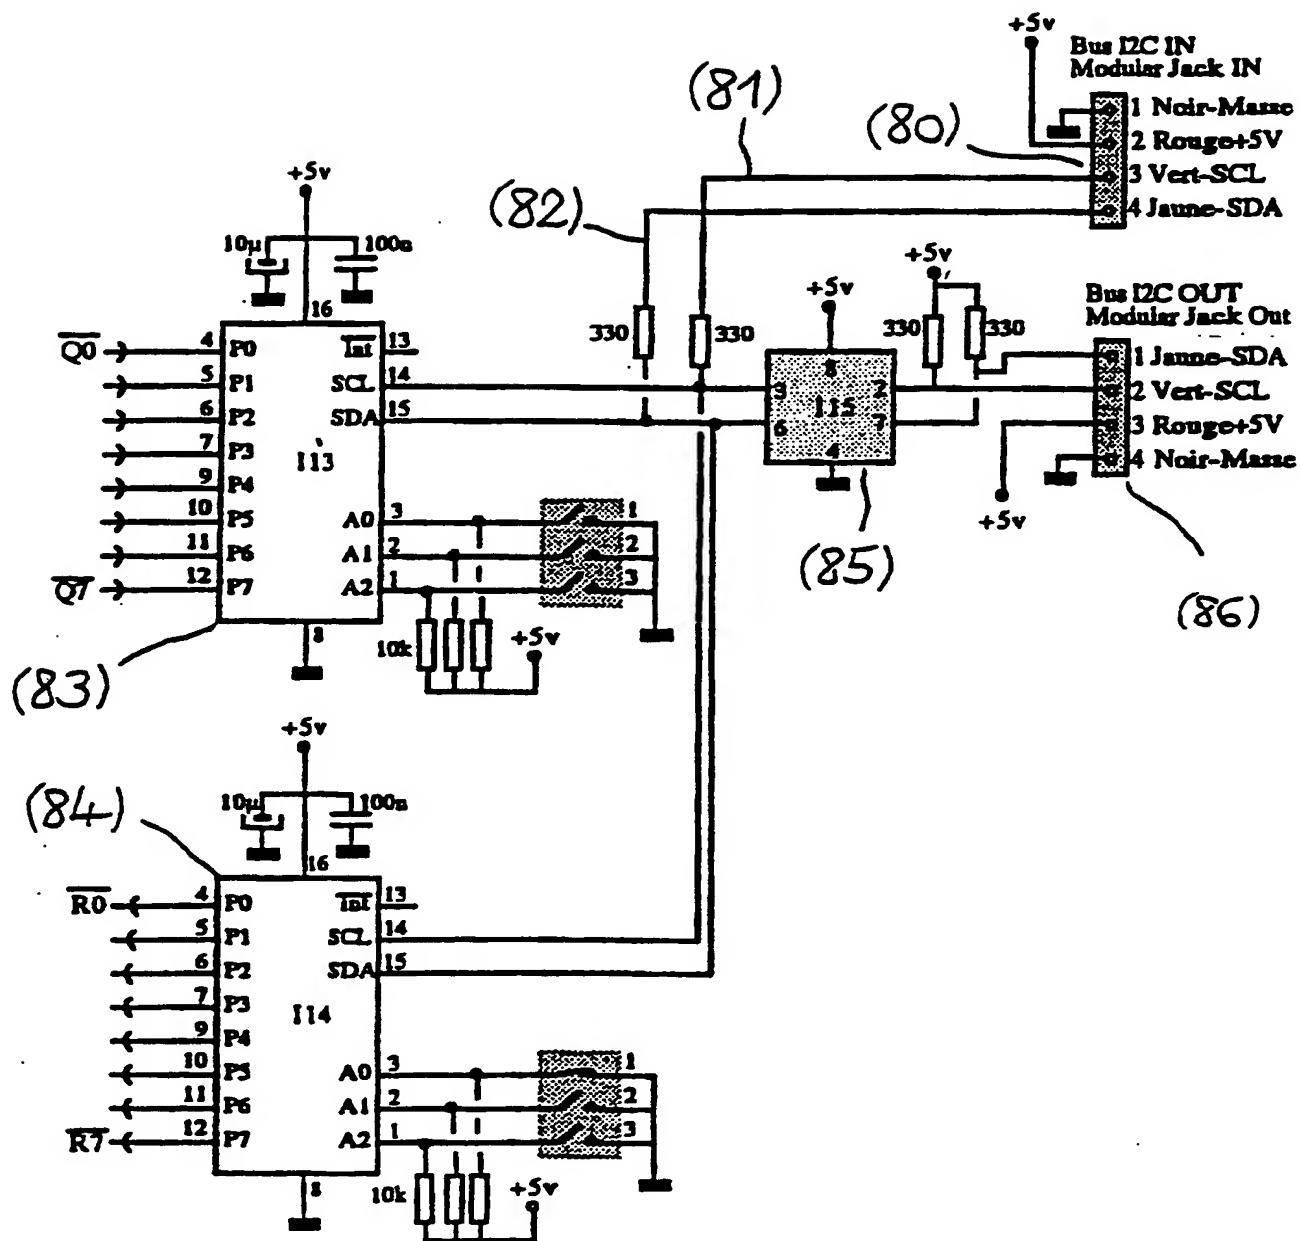 +5v
Bus I2C IN
Modular Jack IN
(81)
(80)
1 Noir-Masse
2 Rouge+5V
3 Vert-SCL
4 Jaune-SDA
(82)
+5v
10µ
100n
16
+5v
+5v
330
330
330
330
Bus I2C OUT
Modular Jack Out
1 Jaune-SDA
2 Vert-SCL
3 Rouge+5V
4 Noir-Masse
8
3
2
I15
6
7
4
+5v
(85)
(86)
Q0
4 P0
5 P1
6 P2
7 P3
9 P4
10 P5
11 P6
Q7 12 P7
Int 13
SCL 14
SDA 15
I13
A0 3
A1 2
A2 1
1
2
3
8
10k
+5v
(83)
+5v
(84)
10µ
100n
16
R0 4 P0
5 P1
6 P2
7 P3
9 P4
10 P5
11 P6
R7 12 P7
Int 13
SCL 14
SDA 15
I14
A0 3
A1 2
A2 1
1
2
3
8
10k
+5v